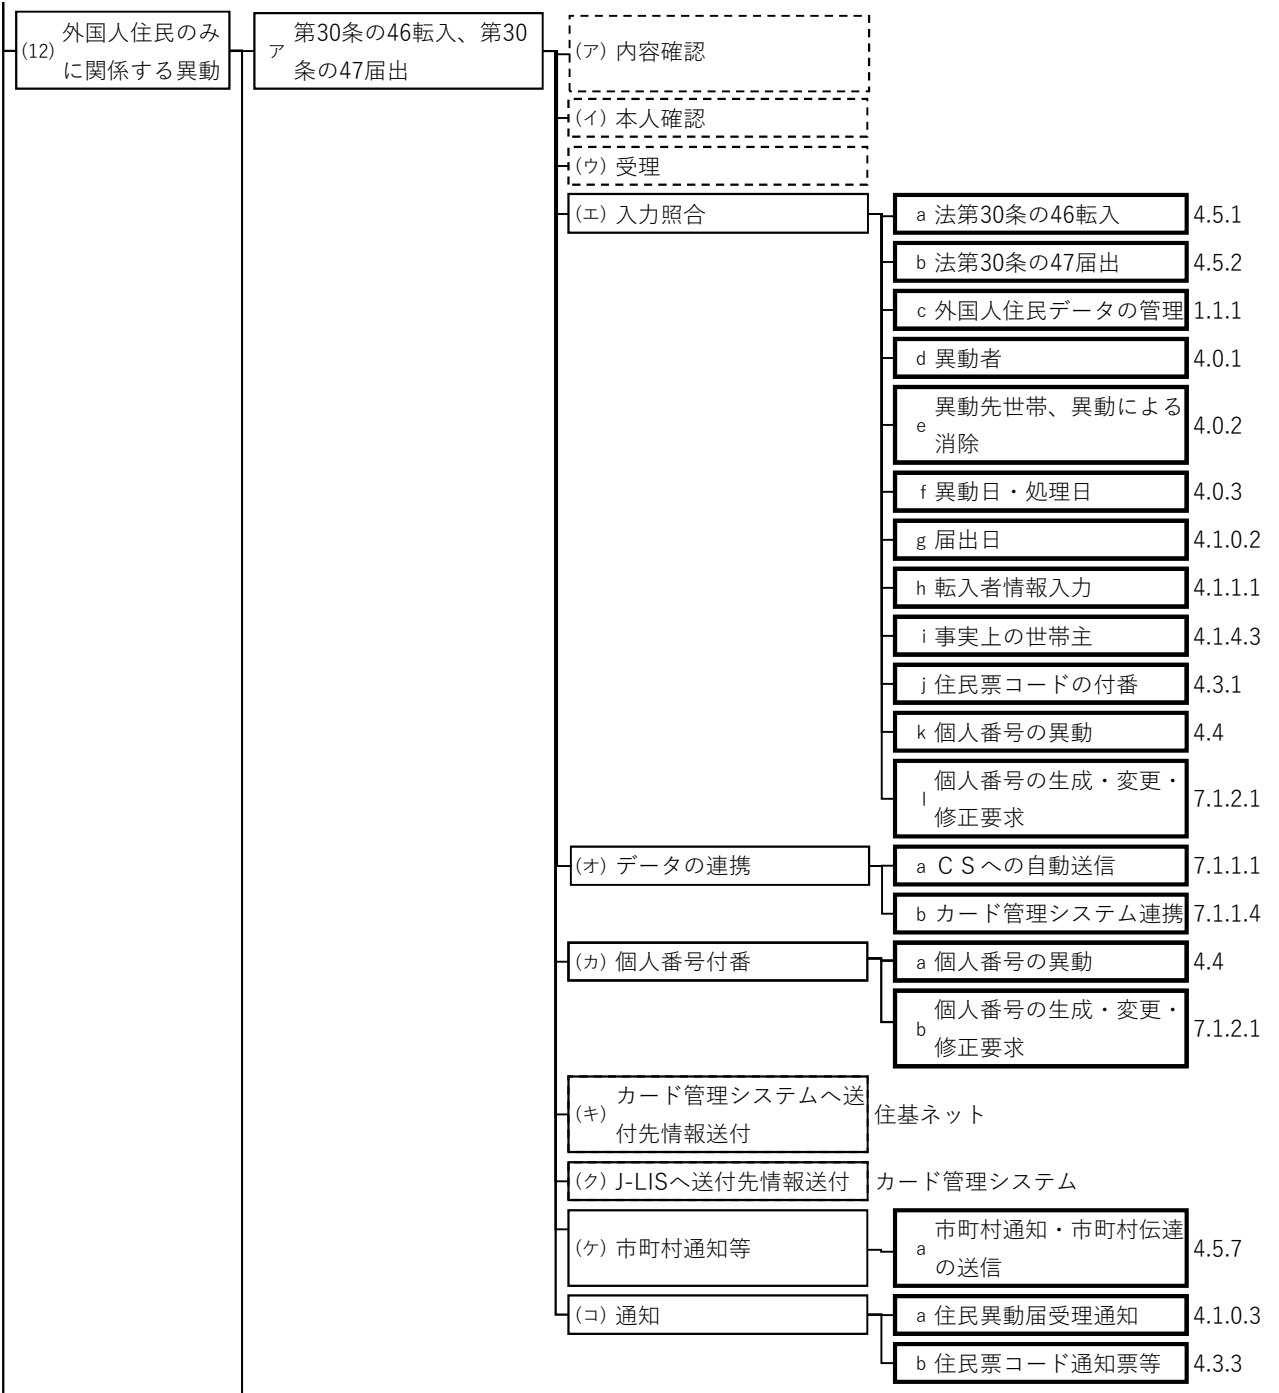 (12) 外国人住民のみ
に関係する異動
ア 第30条の46転入、第30
条の47届出
(ア) 内容確認
(イ) 本人確認
(ウ) 受理
(エ) 入力照合
a 法第30条の46転入 4.5.1
b 法第30条の47届出 4.5.2
c 外国人住民データの管理 1.1.1
d 異動者 4.0.1
e 異動先世帯、異動による
消除 4.0.2
f 異動日・処理日 4.0.3
g 届出日 4.1.0.2
h 転入者情報入力 4.1.1.1
i 事実上の世帯主 4.1.4.3
j 住民票コードの付番 4.3.1
k 個人番号の異動 4.4
l 個人番号の生成・変更・
修正要求 7.1.2.1
(オ) データの連携
a ＣＳへの自動送信 7.1.1.1
b カード管理システム連携 7.1.1.4
(カ) 個人番号付番
a 個人番号の異動 4.4
b 個人番号の生成・変更・
修正要求 7.1.2.1
(キ) カード管理システムへ送
付先情報送付 住基ネット
(ク) J-LISへ送付先情報送付 カード管理システム
(ケ) 市町村通知等
a 市町村通知・市町村伝達
の送信 4.5.7
(コ) 通知
a 住民異動届受理通知 4.1.0.3
b 住民票コード通知票等 4.3.3